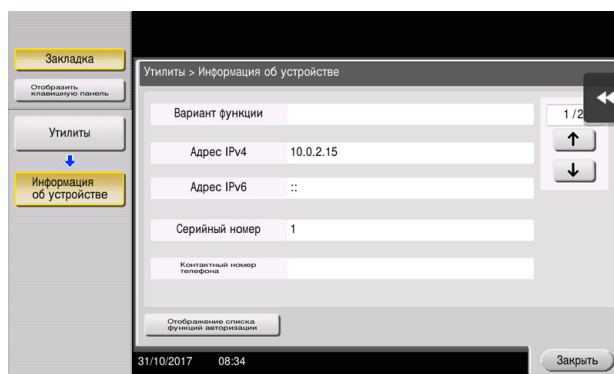 Закладка
Отобразить
клавишную панель
Утилиты
Информация
об устройстве
Утилиты > Информация об устройстве
Вариант функции
1/2
Адрес IPv4 10.0.2.15
Адрес IPv6 ::
Серийный номер 1
Контактный номер
телефона
Отображение списка
функций авторизации
31/10/2017 08:34
Закрыть